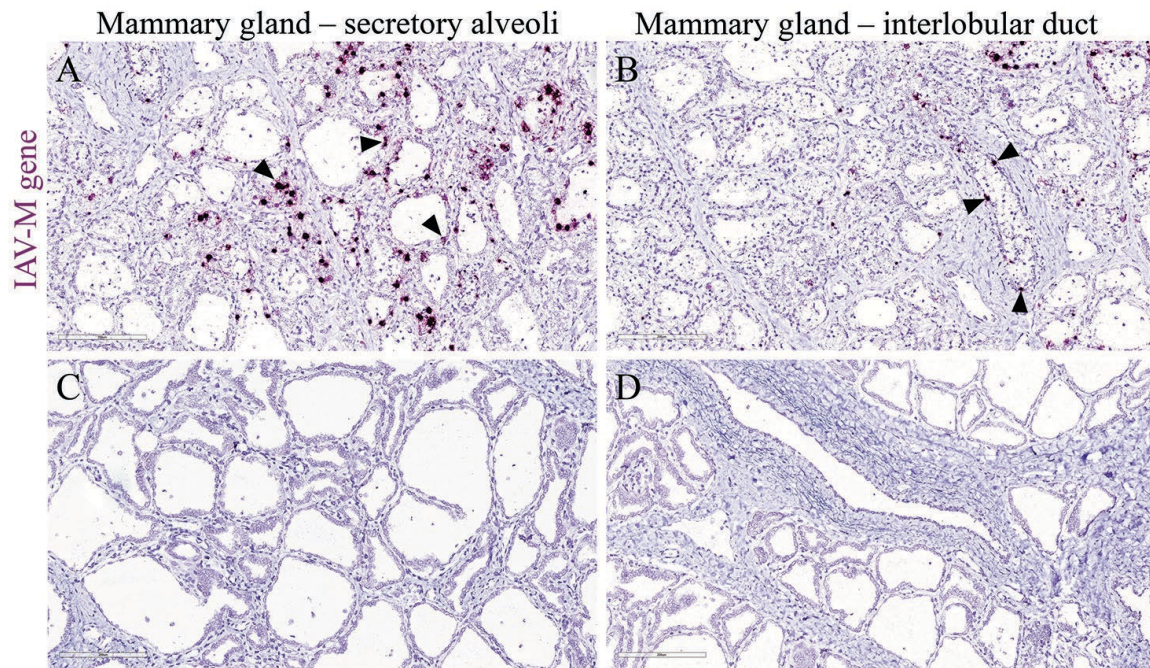 Mammary gland – secretory alveoli
Mammary gland – interlobular duct
IAV-M gene
A
B
C
D